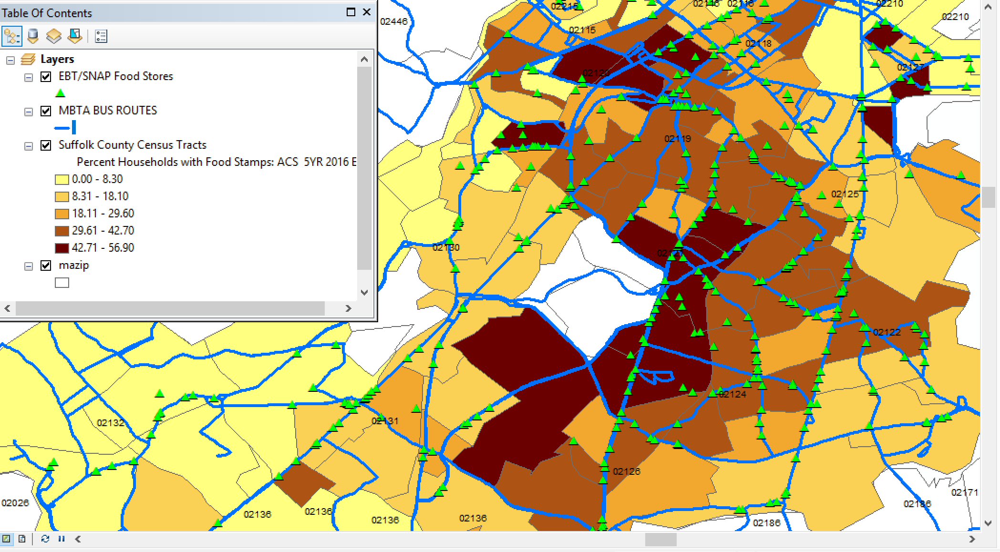 Table Of Contents
Layers
EBT/SNAP Food Stores
MBTA BUS ROUTES
Suffolk County Census Tracts
Percent Households with Food Stamps: ACS 5YR 2016 E
0.00 - 8.30
8.31 - 18.10
18.11 - 29.60
29.61 - 42.70
42.71 - 56.90
mazip
02446
02215
02116
02116
02210
02210
02115
02118
02127
02120
02119
02125
02130
02121
02122
02124
02131
02132
02126
02026
02136
02136
02136
02136
02186
02186
02171